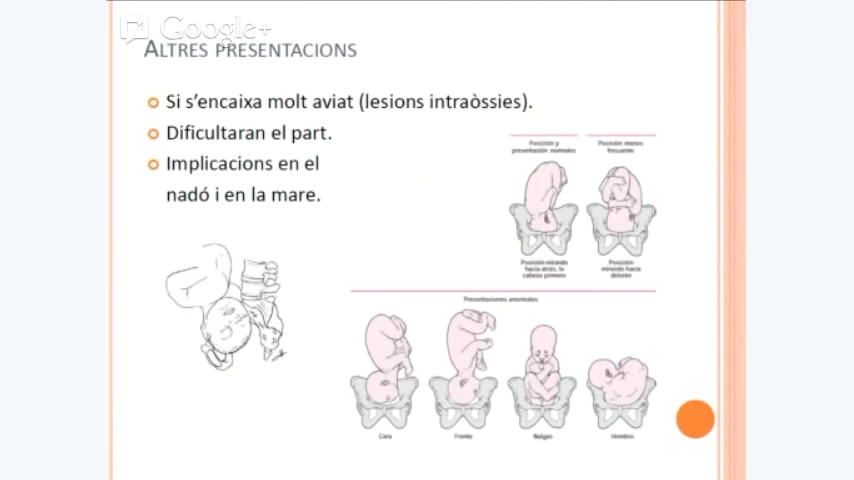 Google+
ALTRES PRESENTACIONS
Si s'encaixa molt aviat (lesions intraòssies).
Dificultaran el part.
Implicacions en el
nadó i en la mare.
Posición y
presentación normales
Posición menos
frecuente
Posición mirando
hacia atrás, la
cabeza primero
Posición
mirando hacia
delante
Presentaciones anormales
Cara
Frente
Nalgas
Hombro